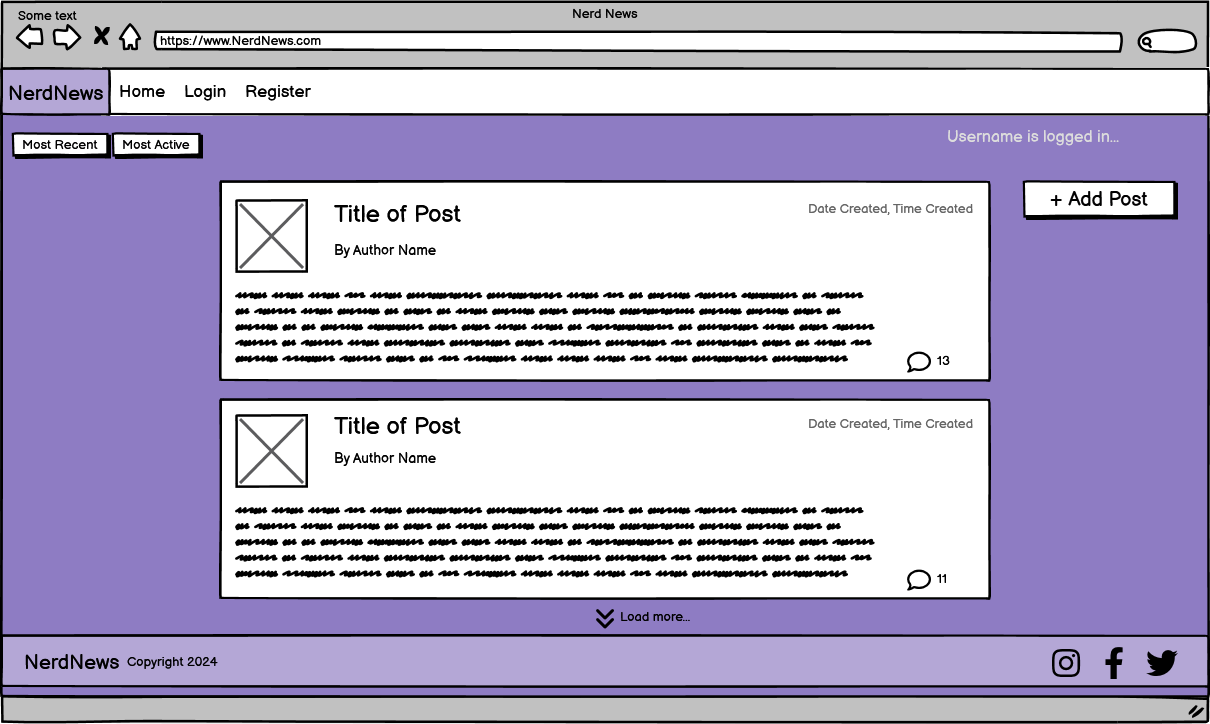 Some text
Nerd News
https://www.NerdNews.com
NerdNews Home Login Register
Most Recent Most Active
Username is logged in...
+ Add Post
Title of Post
Date Created, Time Created
By Author Name
13
Title of Post
Date Created, Time Created
By Author Name
11
Load more...
NerdNews Copyright 2024